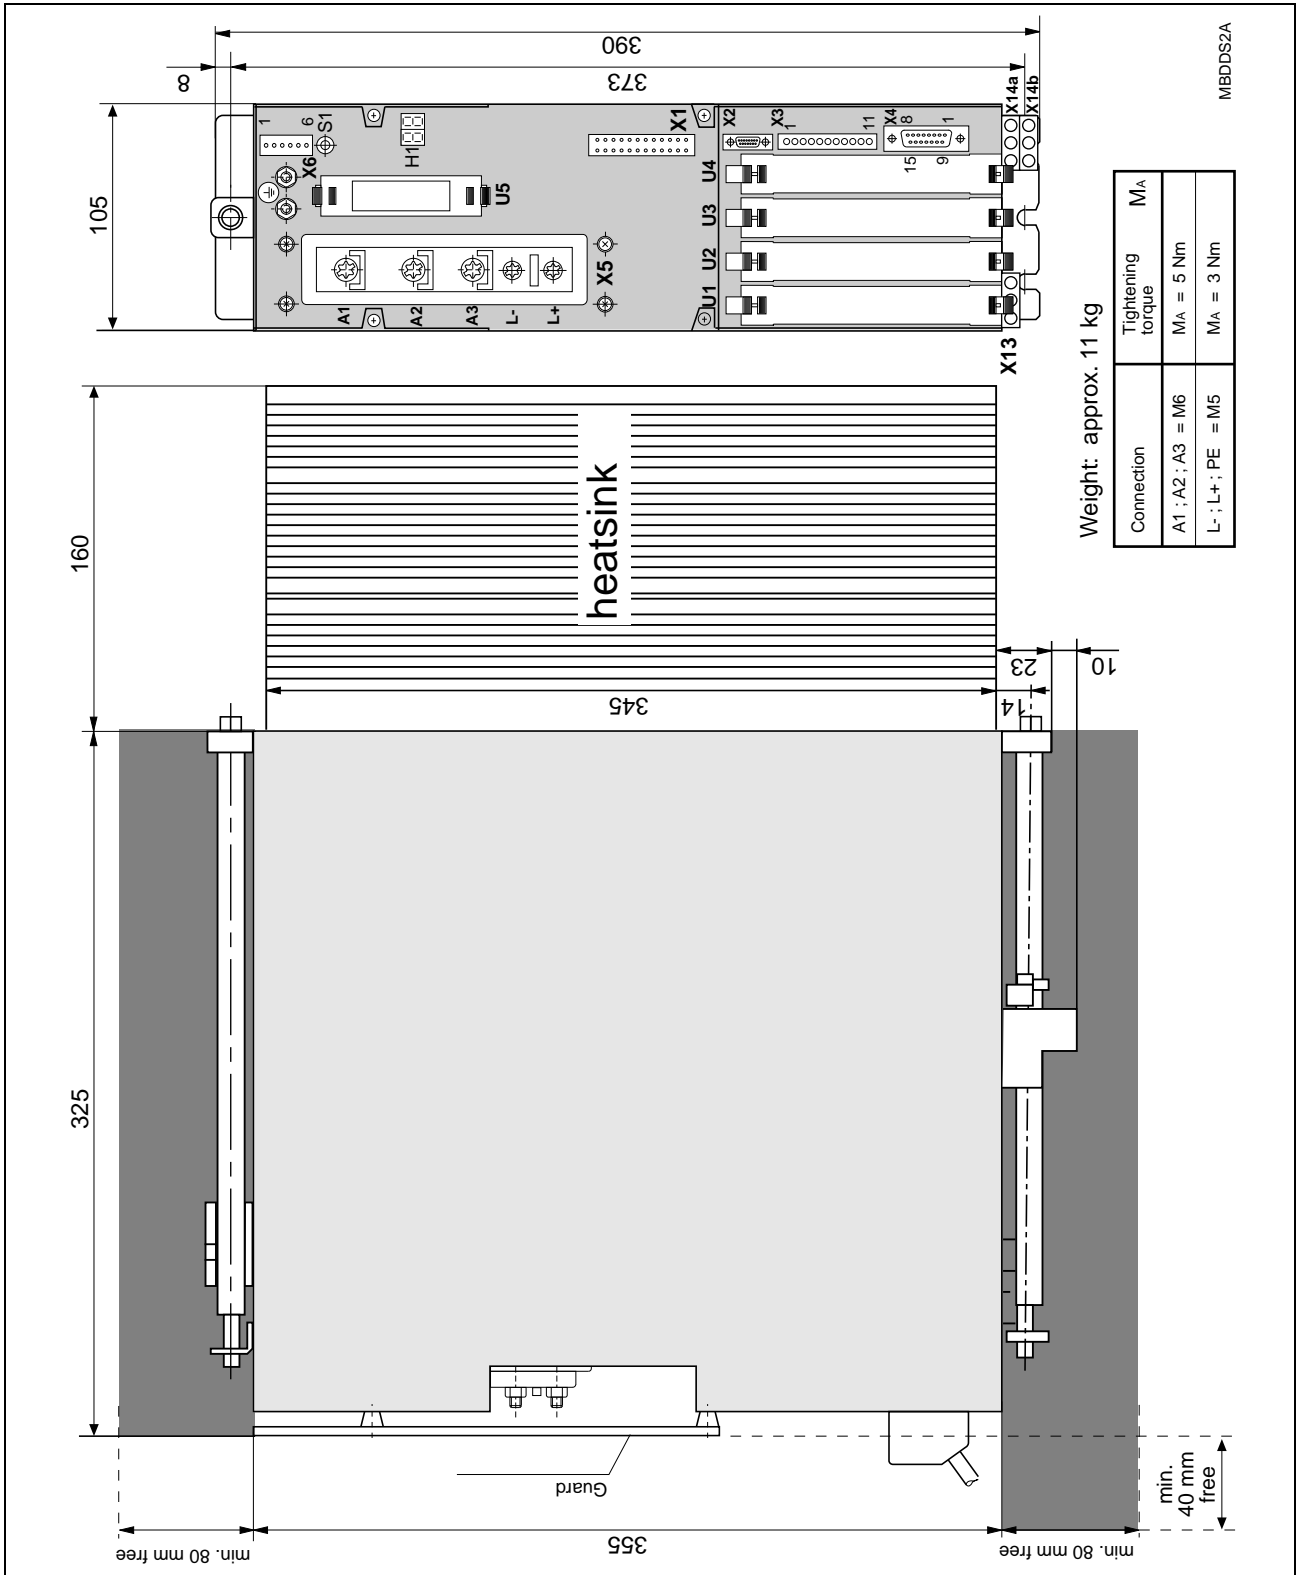 390
8
373
MBDDS2A
X14a
X14b
1
6
S1
X6
H1
X1
X2
X3
1
11
X4
8
1
15
9
105
U5
U4
U3
U2
U1
X5
A1
A2
A3
L-
L+
X13
Weight: approx. 11 kg
Connection
Tightening
torque
MA
A1 ; A2 ; A3 = M6
MA = 5 Nm
L- ; L+ ; PE = M5
MA = 3 Nm
160
heatsink
345
23
14
10
325
Guard
355
min. 80 mm free
min. 80 mm free
min.
40 mm
free